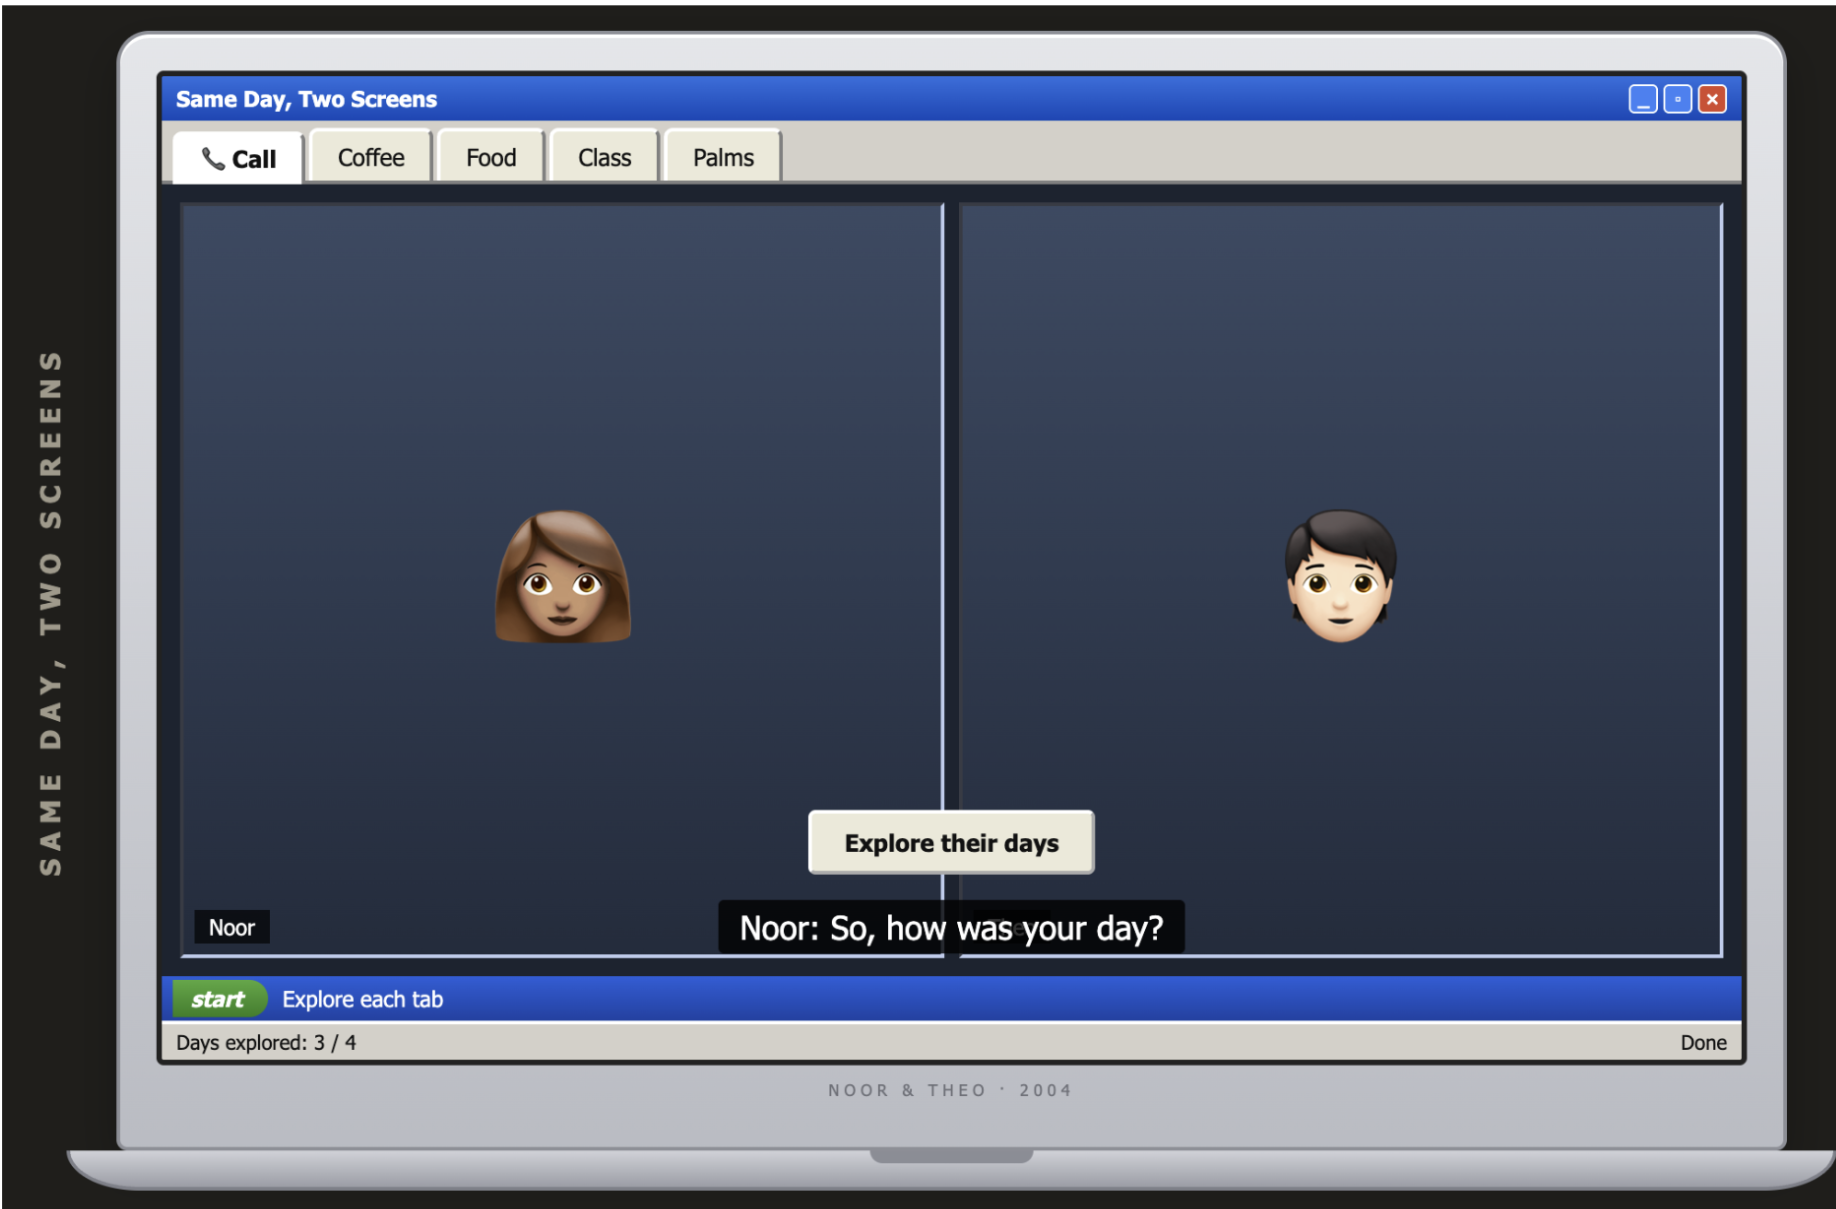 SAME DAY, TWO SCREENS
Same Day, Two Screens
Call
Coffee
Food
Class
Palms
Explore their days
Noor
Noor: So, how was your day?
start
Explore each tab
Days explored: 3 / 4
Done
NOOR & THEO · 2004